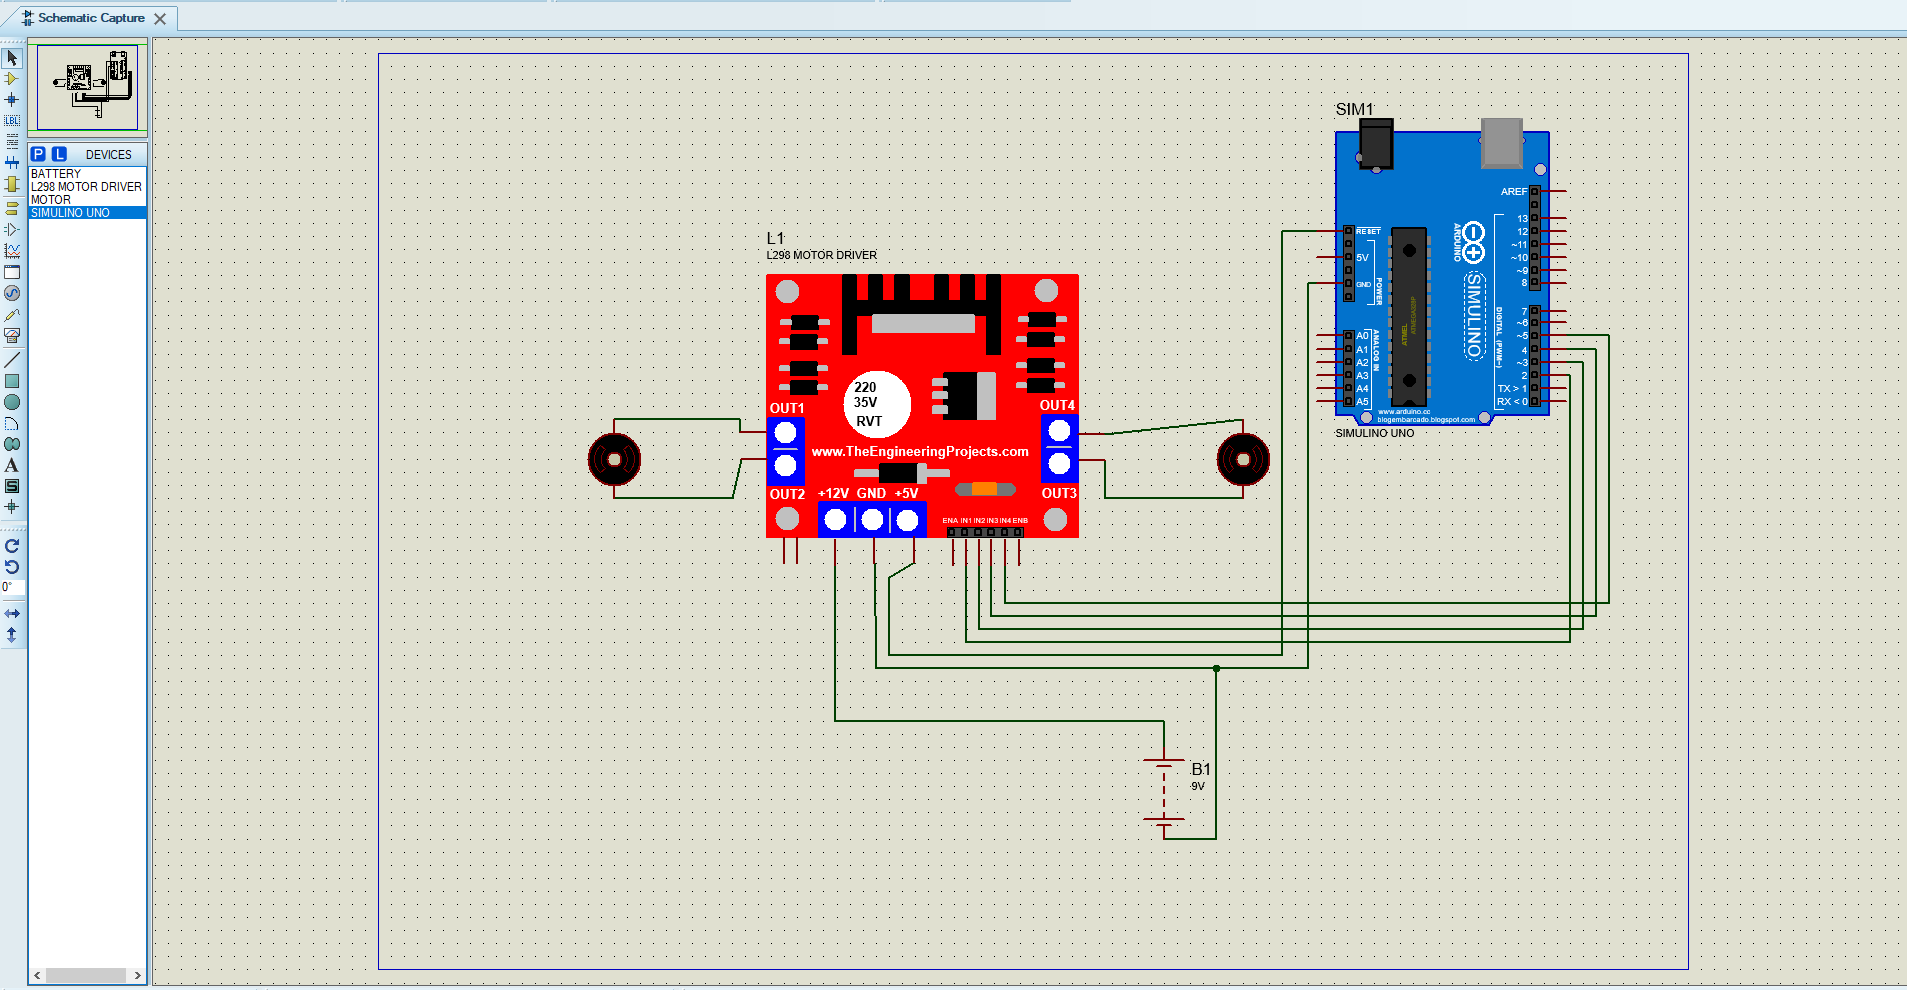 Schematic Capture
P L DEVICES
BATTERY
L298 MOTOR DRIVER
MOTOR
SIMULINO UNO
LBL
A
S
0°
L1
L298 MOTOR DRIVER
220
35V
RVT
OUT1
OUT4
www.TheEngineeringProjects.com
OUT2
+12V GND +5V
OUT3
ENA IN1 IN2 IN3 IN4 ENB
B1
9V
SIM1
AREF
13
12
~11
~10
~9
8
7
~6
~5
4
~3
2
TX > 1
RX < 0
RESET
5V
GND
POWER
A0
A1
A2
A3
A4
A5
ANALOG IN
ATMEL
ATMEGA328P
ARDUINO
SIMULINO
DIGITAL (PWM~)
www.arduino.cc
blogembarcado.blogspot.com
SIMULINO UNO